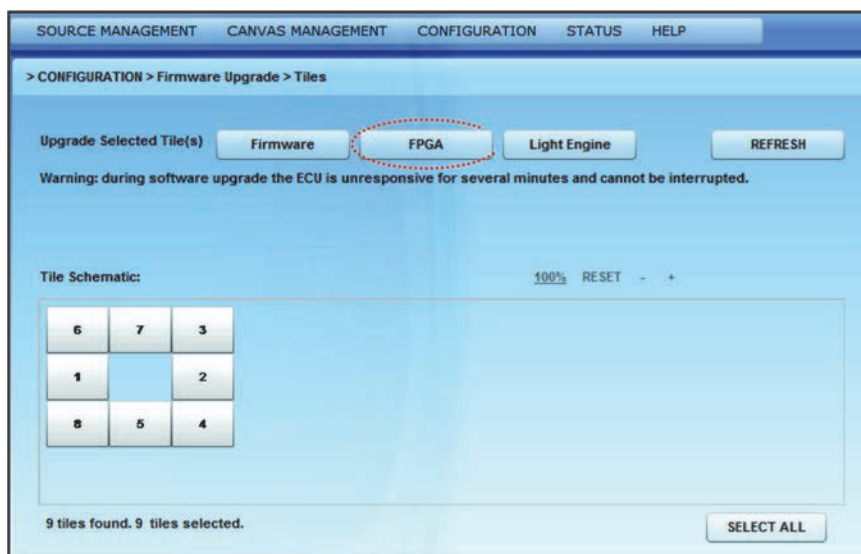 SOURCE MANAGEMENT CANVAS MANAGEMENT CONFIGURATION STATUS HELP
> CONFIGURATION > Firmware Upgrade > Tiles
Upgrade Selected Tile(s) Firmware FPGA Light Engine REFRESH
Warning: during software upgrade the ECU is unresponsive for several minutes and cannot be interrupted.
Tile Schematic: 100% RESET - +
6 7 3
1 2
8 5 4
9 tiles found. 9 tiles selected. SELECT ALL